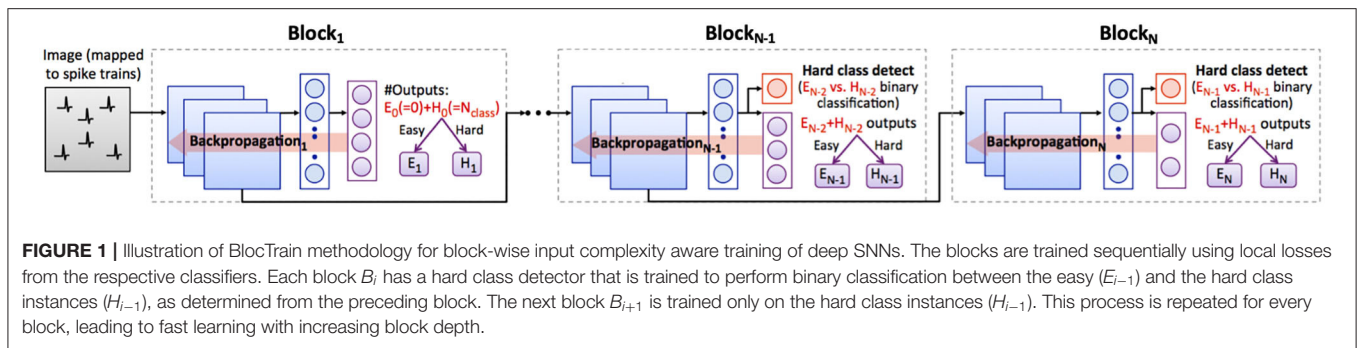 Block1
BlockN-1
BlockN
Image (mapped
to spike trains)
#Outputs:
E0(=0)+H0(=Nclass)
Easy
Hard
E1
H1
Backpropagation1
Hard class detect
(EN-2 vs. HN-2 binary
classification)
EN-2+HN-2 outputs
Easy
Hard
EN-1
HN-1
BackpropagationN-1
Hard class detect
(EN-1 vs. HN-1 binary
classification)
EN-1+HN-1 outputs
Easy
Hard
EN
HN
BackpropagationN
FIGURE 1 | Illustration of BlocTrain methodology for block-wise input complexity aware training of deep SNNs. The blocks are trained sequentially using local losses
from the respective classifiers. Each block Bi has a hard class detector that is trained to perform binary classification between the easy (Ei−1) and the hard class
instances (Hi−1), as determined from the preceding block. The next block Bi+1 is trained only on the hard class instances (Hi−1). This process is repeated for every
block, leading to fast learning with increasing block depth.